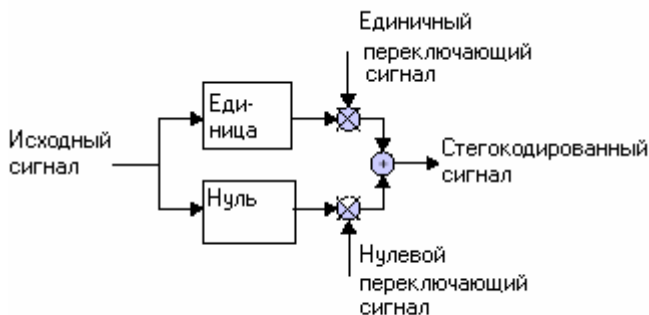 Единичный
переключающий
сигнал
Еди-
ница
Исходный
сигнал
Стегокодированный
сигнал
Нуль
Нулевой
переключающий
сигнал